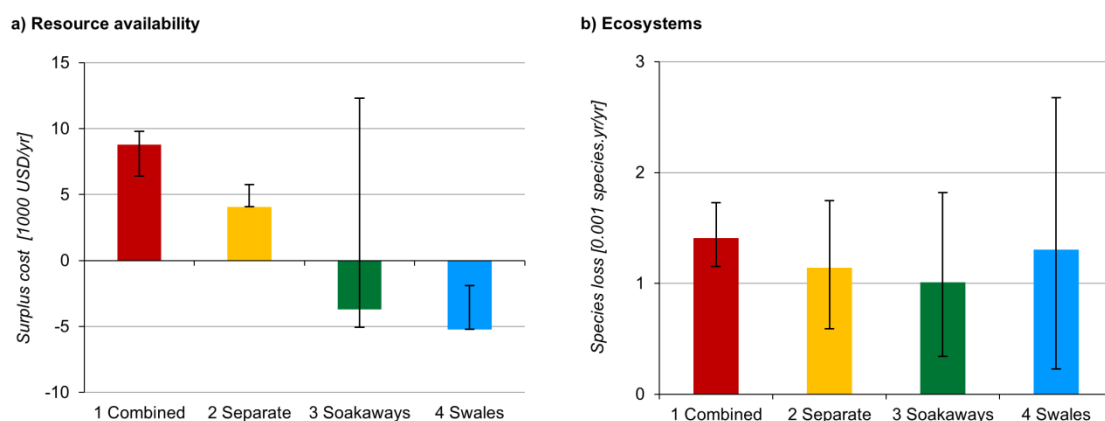 a) Resource availability
Surplus cost [1000 USD/yr]
15
10
5
0
-5
-10
1 Combined
2 Separate
3 Soakaways
4 Swales
b) Ecosystems
Species loss [0.001 species.yr/yr]
3
2
1
0
1 Combined
2 Separate
3 Soakaways
4 Swales